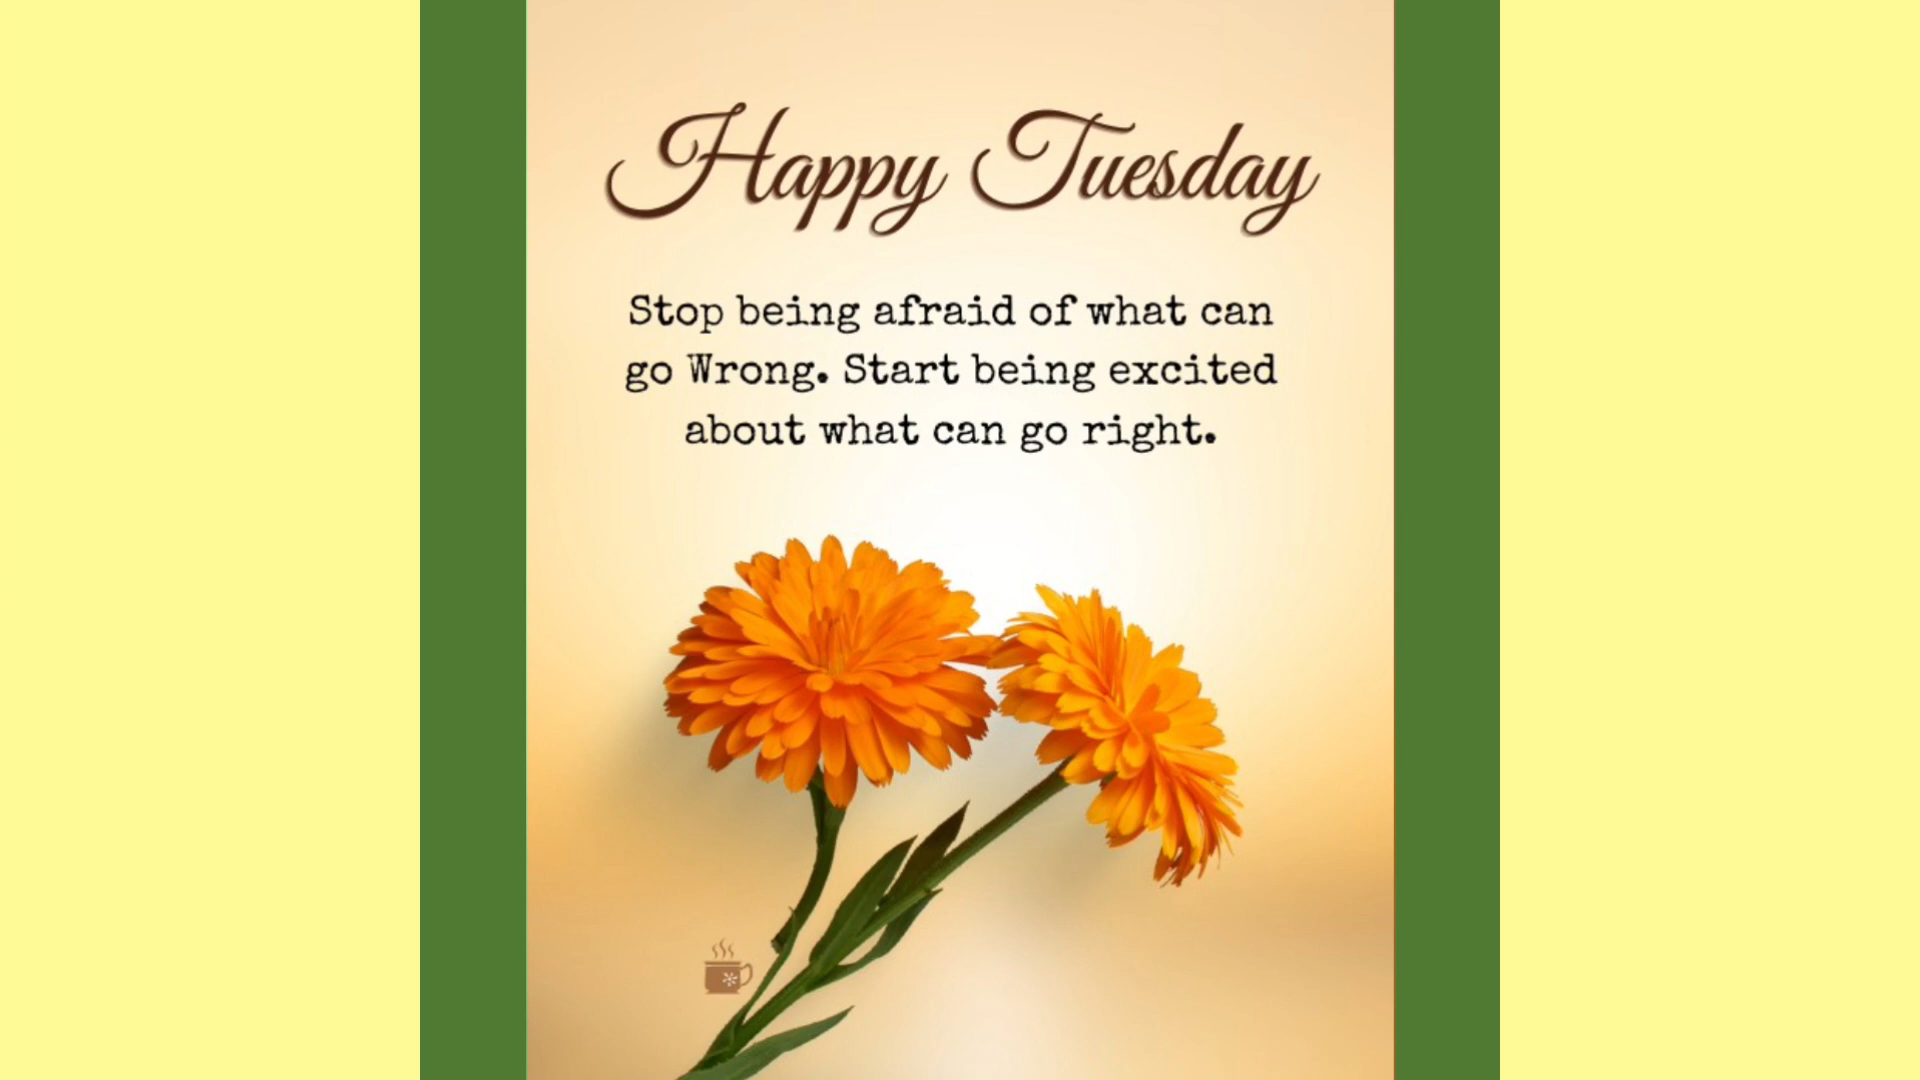 Happy Tuesday
Stop being afraid of what can
go Wrong. Start being excited
about what can go right.